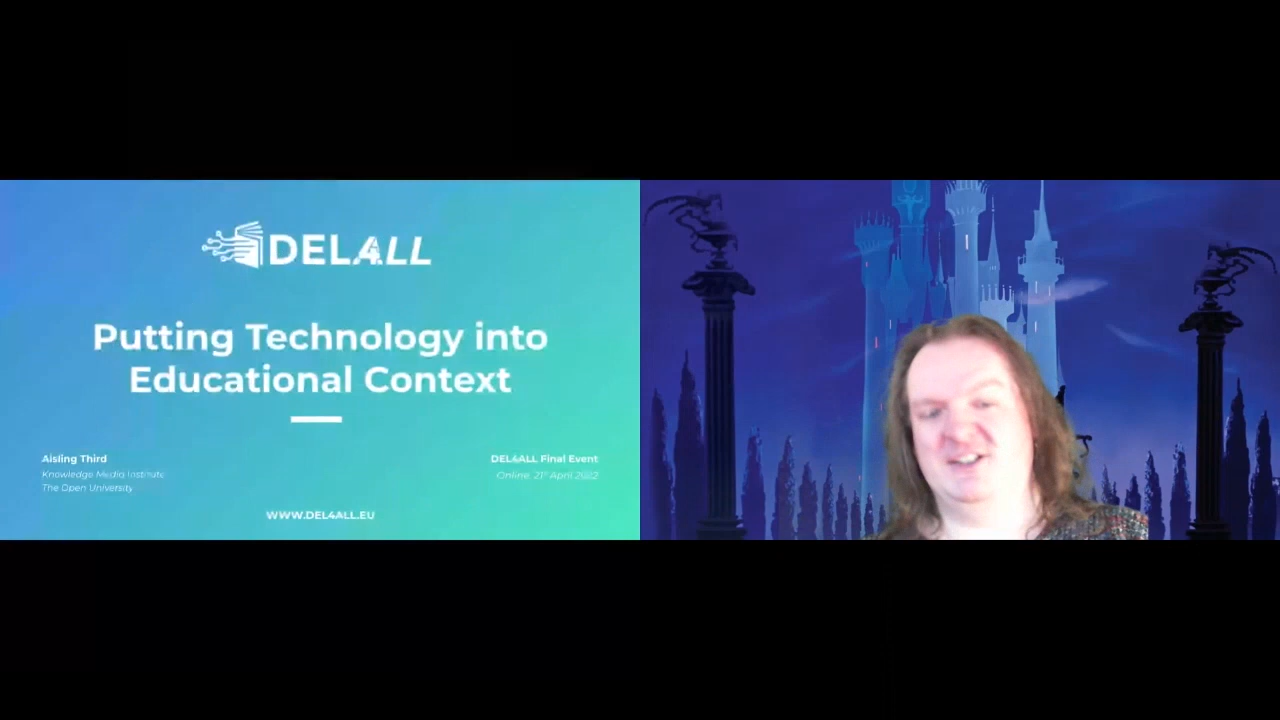 DEL4ALL
Putting Technology into
Educational Context
Aisling Third
Knowledge Media Institute
The Open University
DEL4ALL Final Event
Online, 21st April 2022
WWW.DEL4ALL.EU